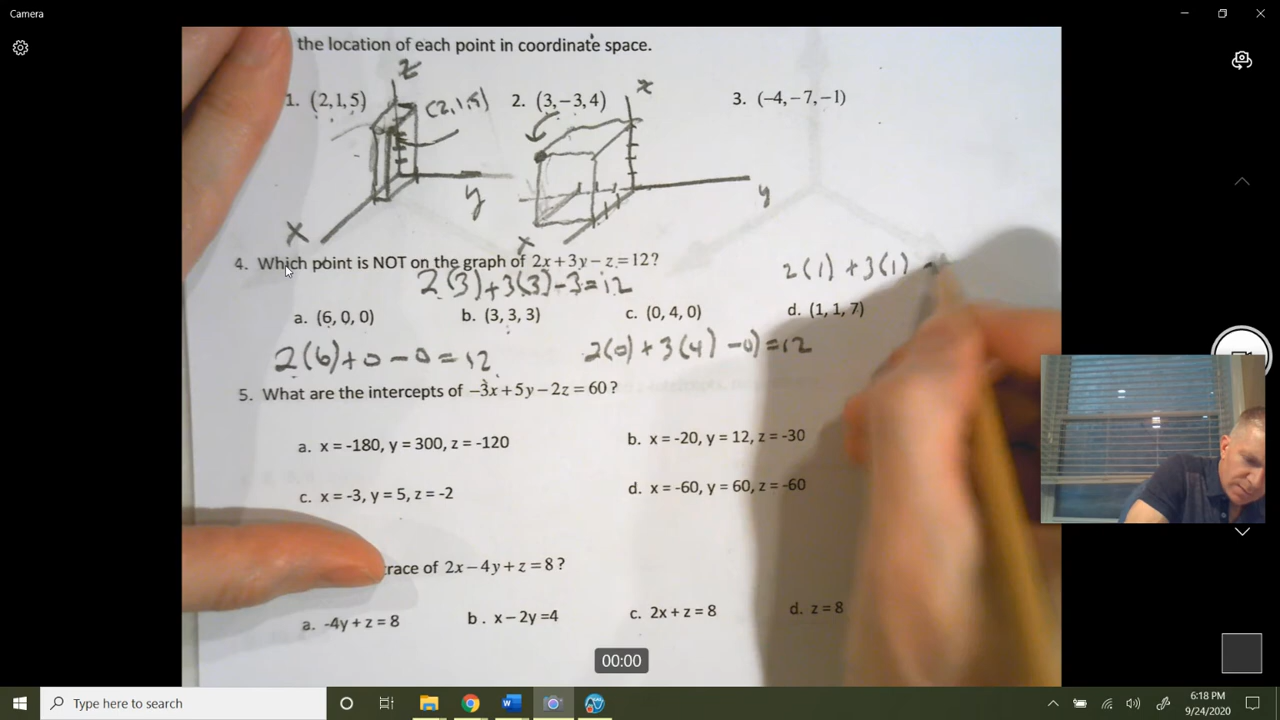 Camera
the location of each point in coordinate space.
1. (2,1,5)
2. (3,−3,4)
3. (−4,−7,−1)
z
(2,1,5)
y
x
z
y
x
4. Which point is NOT on the graph of 2x+3y−z=12?
2(3)+3(3)-3=12
2(1)+3(1)
a. (6, 0, 0)
b. (3, 3, 3)
c. (0, 4, 0)
d. (1, 1, 7)
2(6)+0-0=12
2(0)+3(4)-0)=12
5. What are the intercepts of −3x+5y−2z=60?
a. x = -180, y = 300, z = -120
b. x = -20, y = 12, z = -30
c. x = -3, y = 5, z = -2
d. x = -60, y = 60, z = -60
trace of 2x−4y+z=8?
a. -4y + z = 8
b. x − 2y =4
c. 2x + z = 8
d. z = 8
00:00
Type here to search
6:18 PM
9/24/2020